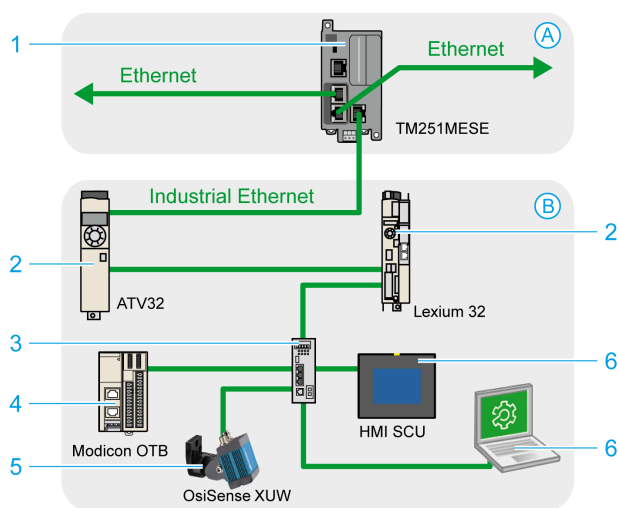 1
Ethernet
Ethernet
A
TM251MESE
Industrial Ethernet
B
2
2
ATV32
Lexium 32
3
6
4
HMI SCU
Modicon OTB
6
5
OsiSense XUW